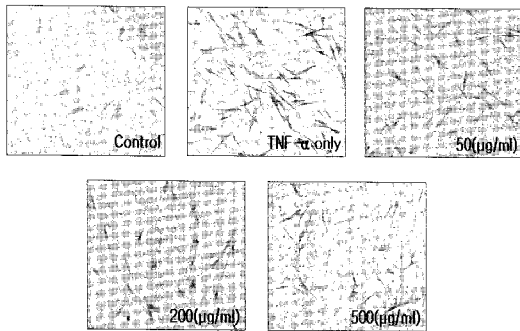 Control
TNF-α only
50(μg/ml)
200(μg/ml)
500(μg/ml)